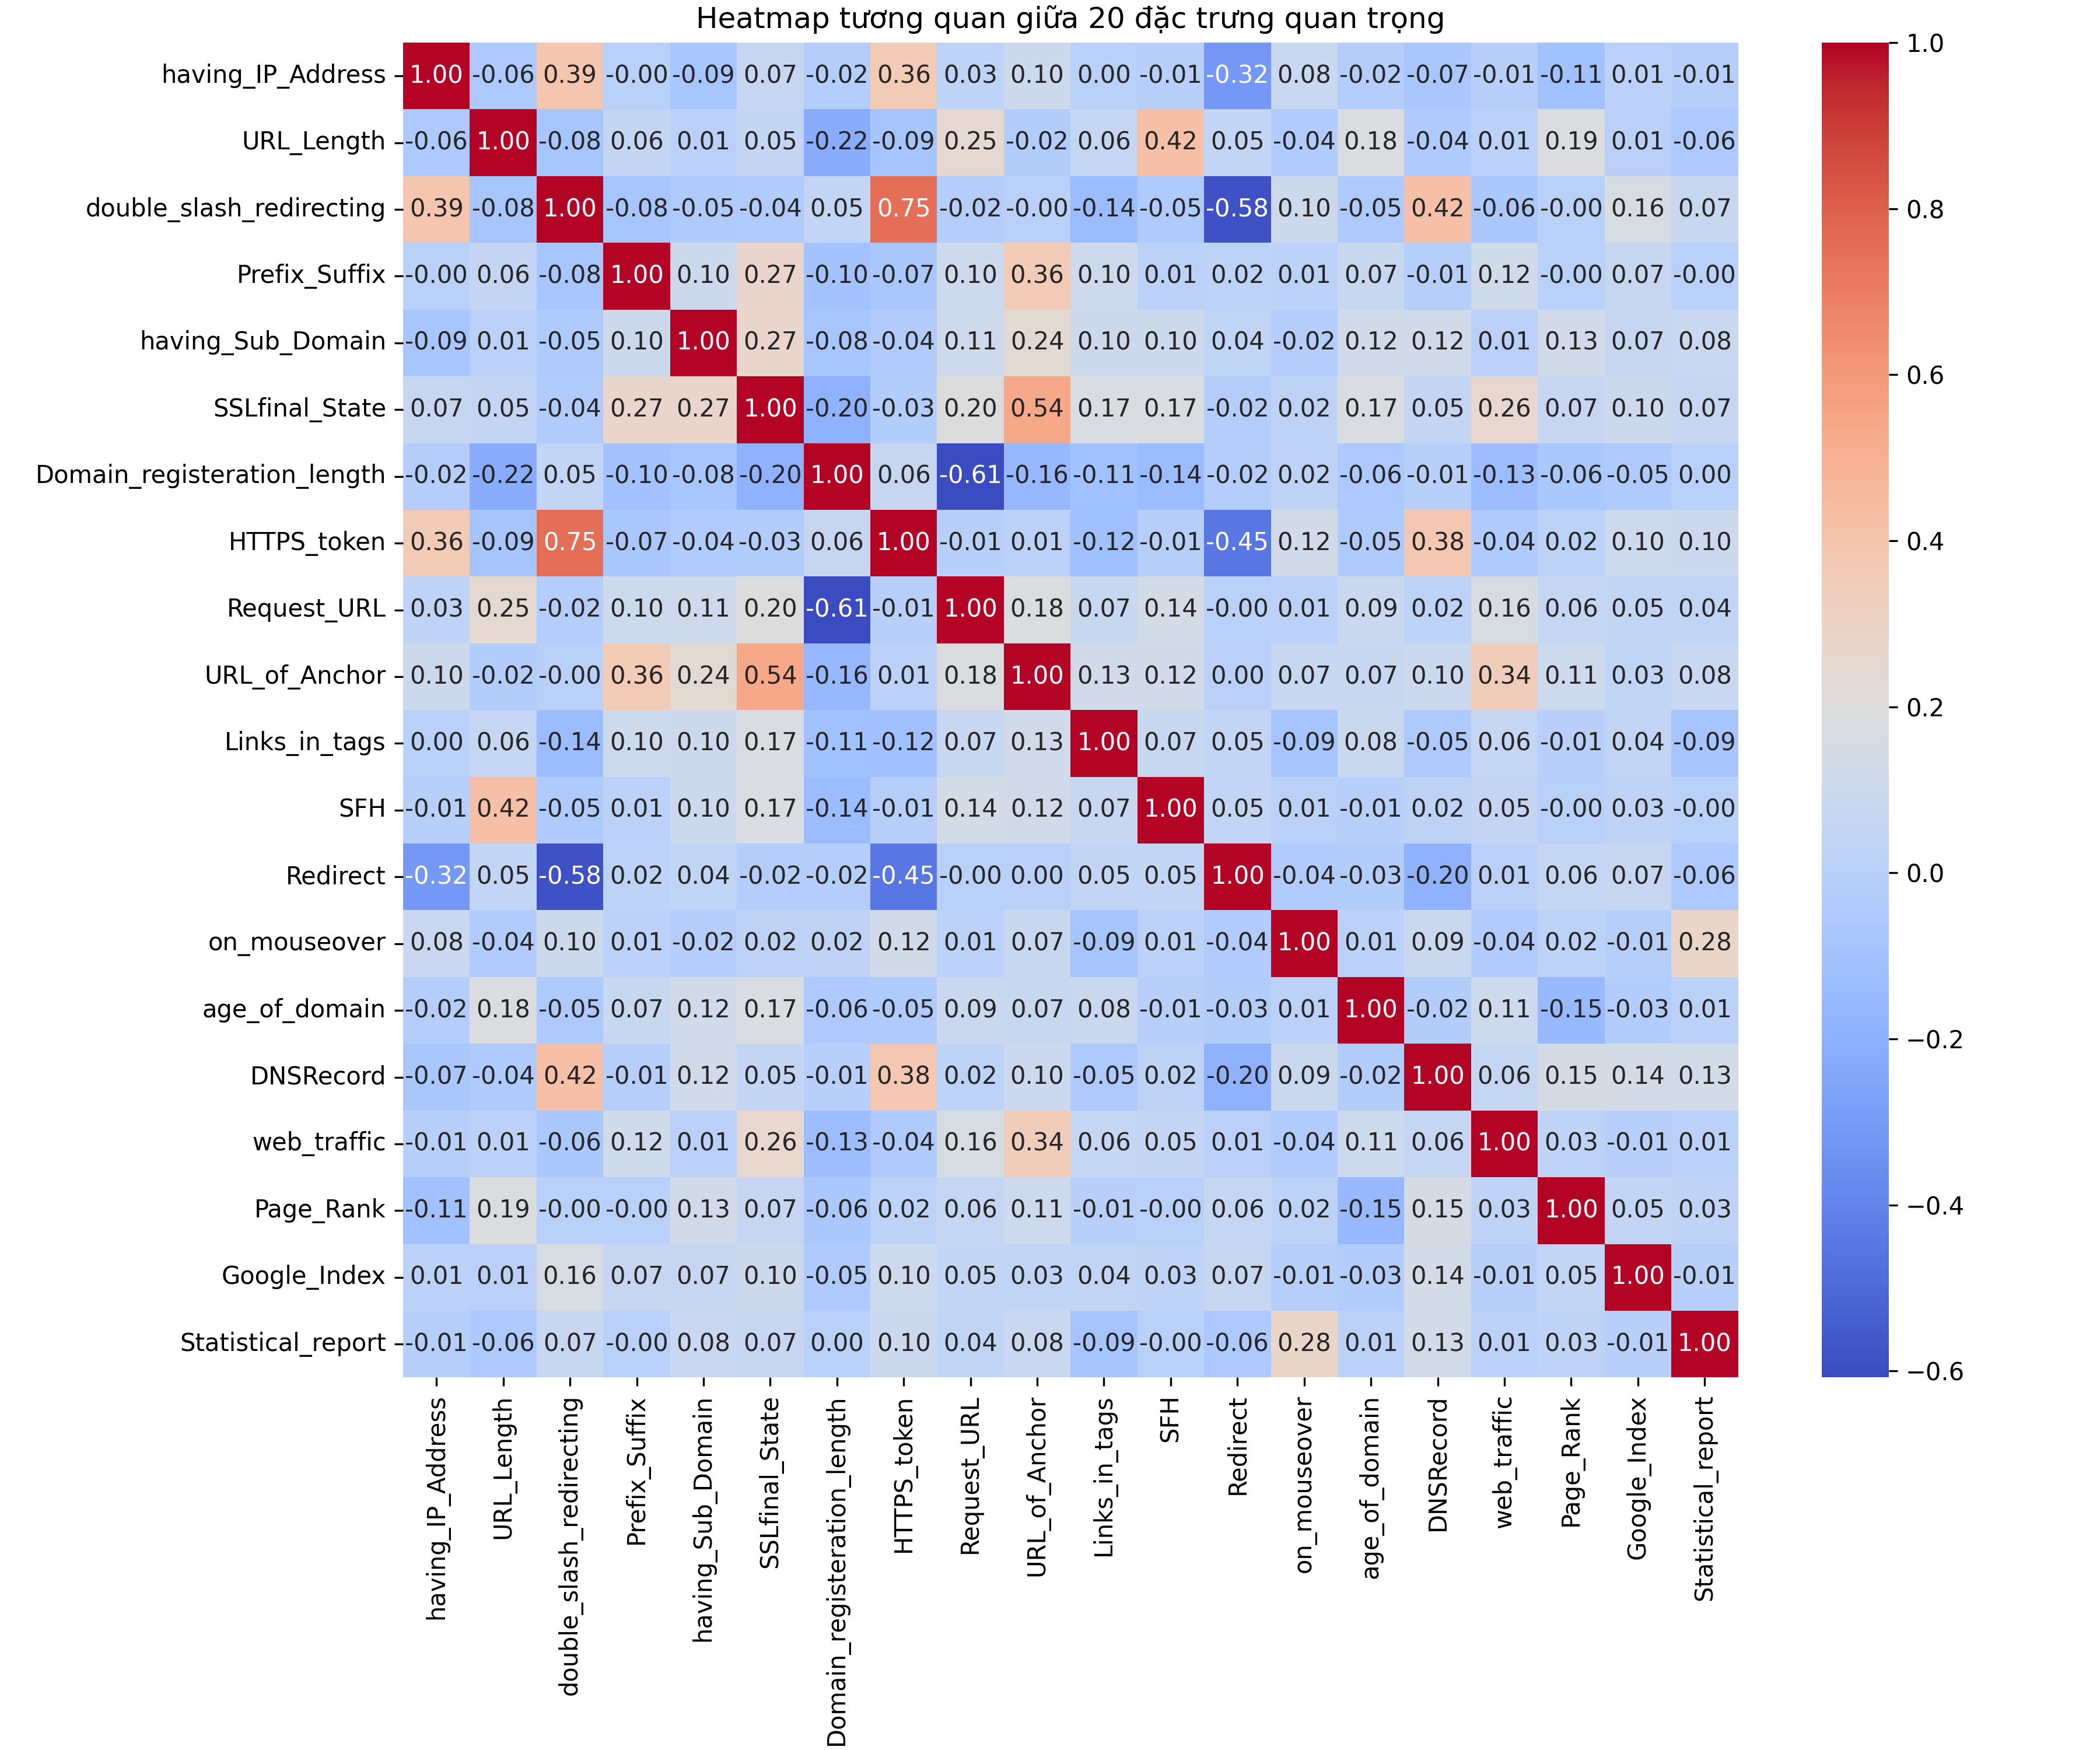 Heatmap tương quan giữa 20 đặc trưng quan trọng
having_IP_Address 1.00 -0.06 0.39 -0.00 -0.09 0.07 -0.02 0.36 0.03 0.10 0.00 -0.01 -0.32 0.08 -0.02 -0.07 -0.01 -0.11 0.01 -0.01
URL_Length -0.06 1.00 -0.08 0.06 0.01 0.05 -0.22 -0.09 0.25 -0.02 0.06 0.42 0.05 -0.04 0.18 -0.04 0.01 0.19 0.01 -0.06
double_slash_redirecting 0.39 -0.08 1.00 -0.08 -0.05 -0.04 0.05 0.75 -0.02 -0.00 -0.14 -0.05 -0.58 0.10 -0.05 0.42 -0.06 -0.00 0.16 0.07
Prefix_Suffix -0.00 0.06 -0.08 1.00 0.10 0.27 -0.10 -0.07 0.10 0.36 0.10 0.01 0.02 0.01 0.07 -0.01 0.12 -0.00 0.07 -0.00
having_Sub_Domain -0.09 0.01 -0.05 0.10 1.00 0.27 -0.08 -0.04 0.11 0.24 0.10 0.10 0.04 -0.02 0.12 0.12 0.01 0.13 0.07 0.08
SSLfinal_State 0.07 0.05 -0.04 0.27 0.27 1.00 -0.20 -0.03 0.20 0.54 0.17 0.17 -0.02 0.02 0.17 0.05 0.26 0.07 0.10 0.07
Domain_registeration_length -0.02 -0.22 0.05 -0.10 -0.08 -0.20 1.00 0.06 -0.61 -0.16 -0.11 -0.14 -0.02 0.02 -0.06 -0.01 -0.13 -0.06 -0.05 0.00
HTTPS_token 0.36 -0.09 0.75 -0.07 -0.04 -0.03 0.06 1.00 -0.01 0.01 -0.12 -0.01 -0.45 0.12 -0.05 0.38 -0.04 0.02 0.10 0.10
Request_URL 0.03 0.25 -0.02 0.10 0.11 0.20 -0.61 -0.01 1.00 0.18 0.07 0.14 -0.00 0.01 0.09 0.02 0.16 0.06 0.05 0.04
URL_of_Anchor 0.10 -0.02 -0.00 0.36 0.24 0.54 -0.16 0.01 0.18 1.00 0.13 0.12 0.00 0.07 0.07 0.10 0.34 0.11 0.03 0.08
Links_in_tags 0.00 0.06 -0.14 0.10 0.10 0.17 -0.11 -0.12 0.07 0.13 1.00 0.07 0.05 -0.09 0.08 -0.05 0.06 -0.01 0.04 -0.09
SFH -0.01 0.42 -0.05 0.01 0.10 0.17 -0.14 -0.01 0.14 0.12 0.07 1.00 0.05 0.01 -0.01 0.02 0.05 -0.00 0.03 -0.00
Redirect -0.32 0.05 -0.58 0.02 0.04 -0.02 -0.02 -0.45 -0.00 0.00 0.05 0.05 1.00 -0.04 -0.03 -0.20 0.01 0.06 0.07 -0.06
on_mouseover 0.08 -0.04 0.10 0.01 -0.02 0.02 0.02 0.12 0.01 0.07 -0.09 0.01 -0.04 1.00 0.01 0.09 -0.04 0.02 -0.01 0.28
age_of_domain -0.02 0.18 -0.05 0.07 0.12 0.17 -0.06 -0.05 0.09 0.07 0.08 -0.01 -0.03 0.01 1.00 -0.02 0.11 -0.15 -0.03 0.01
DNSRecord -0.07 -0.04 0.42 -0.01 0.12 0.05 -0.01 0.38 0.02 0.10 -0.05 0.02 -0.20 0.09 -0.02 1.00 0.06 0.15 0.14 0.13
web_traffic -0.01 0.01 -0.06 0.12 0.01 0.26 -0.13 -0.04 0.16 0.34 0.06 0.05 0.01 -0.04 0.11 0.06 1.00 0.03 -0.01 0.01
Page_Rank -0.11 0.19 -0.00 -0.00 0.13 0.07 -0.06 0.02 0.06 0.11 -0.01 -0.00 0.06 0.02 -0.15 0.15 0.03 1.00 0.05 0.03
Google_Index 0.01 0.01 0.16 0.07 0.07 0.10 -0.05 0.10 0.05 0.03 0.04 0.03 0.07 -0.01 -0.03 0.14 -0.01 0.05 1.00 -0.01
Statistical_report -0.01 -0.06 0.07 -0.00 0.08 0.07 0.00 0.10 0.04 0.08 -0.09 -0.00 -0.06 0.28 0.01 0.13 0.01 0.03 -0.01 1.00
having_IP_Address
URL_Length
double_slash_redirecting
Prefix_Suffix
having_Sub_Domain
SSLfinal_State
Domain_registeration_length
HTTPS_token
Request_URL
URL_of_Anchor
Links_in_tags
SFH
Redirect
on_mouseover
age_of_domain
DNSRecord
web_traffic
Page_Rank
Google_Index
Statistical_report
1.0
0.8
0.6
0.4
0.2
0.0
−0.2
−0.4
−0.6